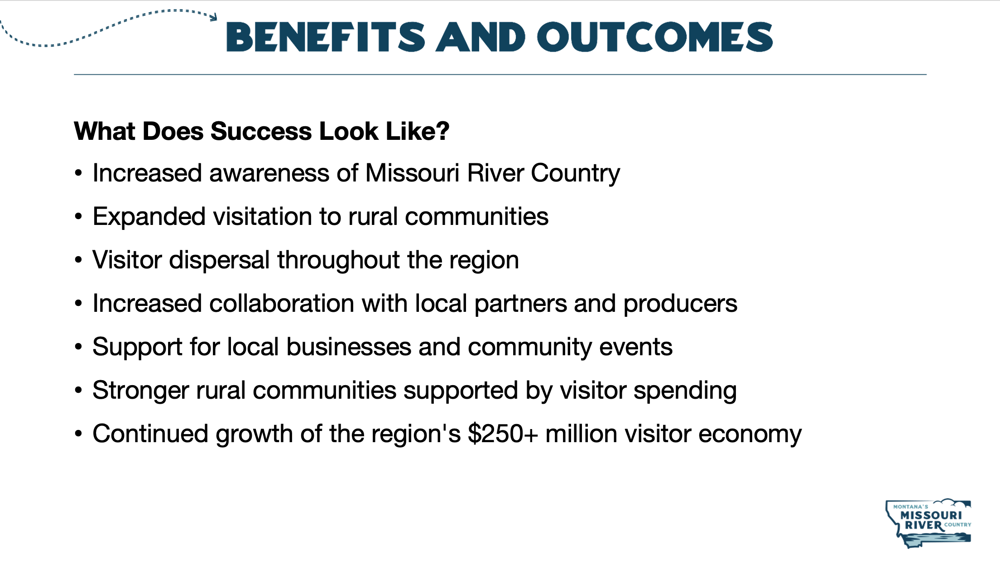 BENEFITS AND OUTCOMES
What Does Success Look Like?
• Increased awareness of Missouri River Country
• Expanded visitation to rural communities
• Visitor dispersal throughout the region
• Increased collaboration with local partners and producers
• Support for local businesses and community events
• Stronger rural communities supported by visitor spending
• Continued growth of the region's $250+ million visitor economy
MONTANA'S
MISSOURI
RIVER COUNTRY